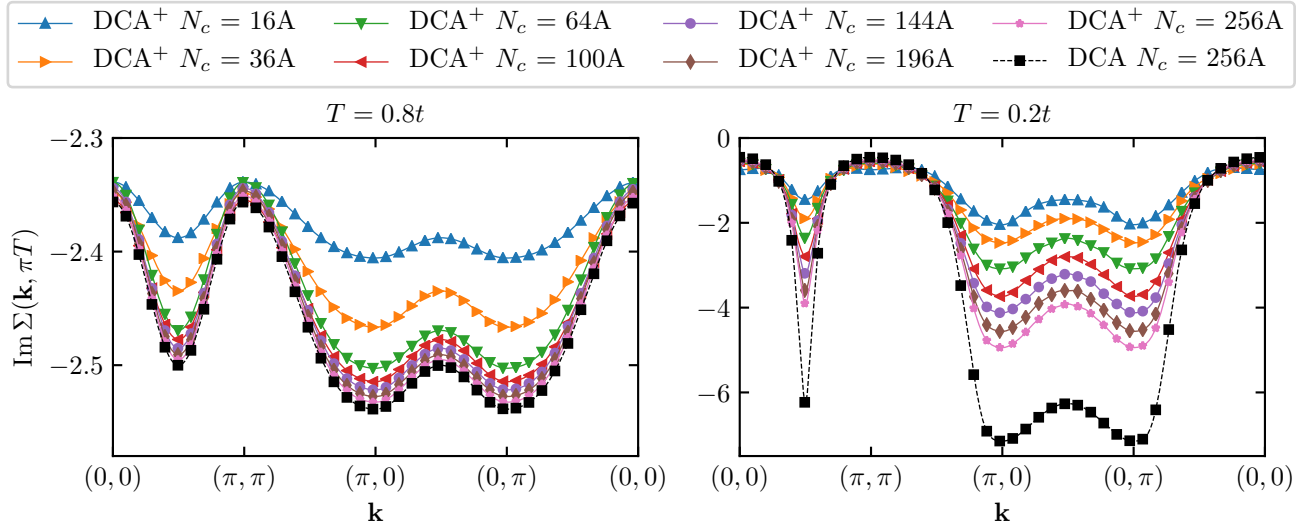 DCA⁺ N_c = 16A DCA⁺ N_c = 64A DCA⁺ N_c = 144A DCA⁺ N_c = 256A
DCA⁺ N_c = 36A DCA⁺ N_c = 100A DCA⁺ N_c = 196A DCA N_c = 256A
T = 0.8t
Im Σ(k, πT)
−2.3
−2.4
−2.5
(0, 0) (π, π) (π, 0) (0, π) (0, 0)
k
T = 0.2t
0
−2
−4
−6
(0, 0) (π, π) (π, 0) (0, π) (0, 0)
k